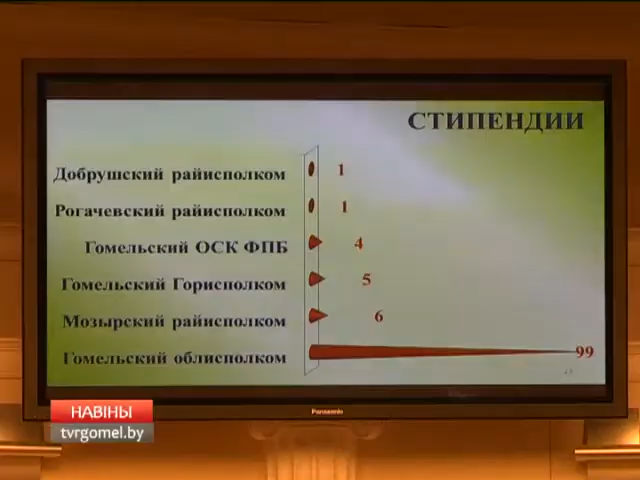 СТИПЕНДИИ
Добрушский райисполком 1
Рогачевский райисполком 1
Гомельский ОСК ФПБ 4
Гомельский Горисполком 5
Мозырский райисполком 6
Гомельский облисполком 99
Panasonic
НАВІНЫ
tvrgomel.by